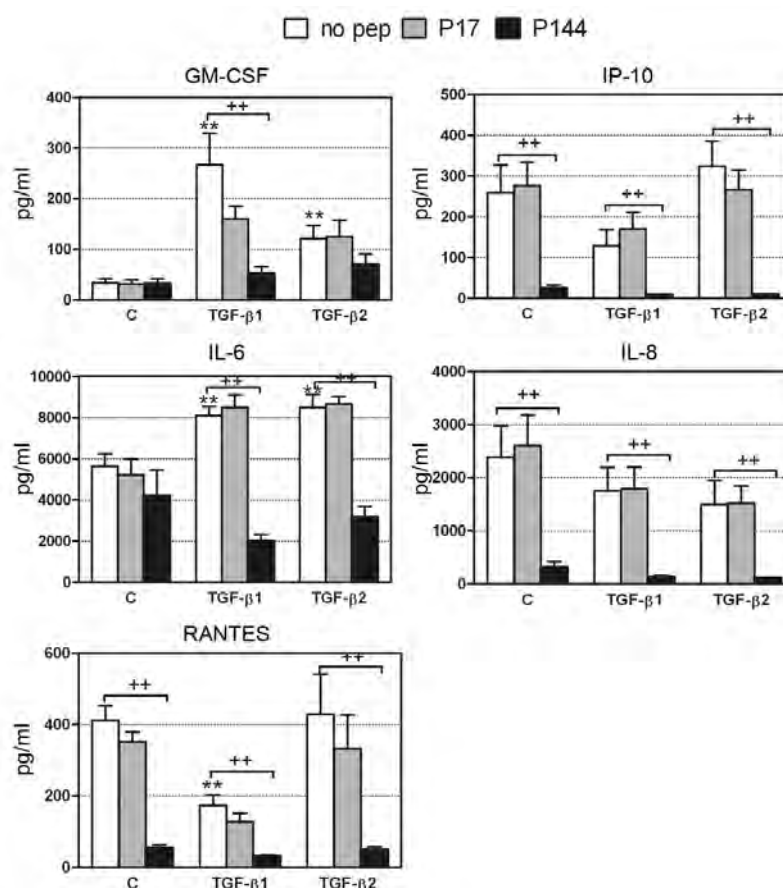 no pep P17 P144
GM-CSF
400
300
200
100
0
pg/ml
**
++
**
C TGF-β1 TGF-β2
IP-10
500
400
300
200
100
0
pg/ml
++
++
++
C TGF-β1 TGF-β2
IL-6
10000
8000
6000
4000
2000
0
pg/ml
** ++ ** ++
C TGF-β1 TGF-β2
IL-8
4000
3000
2000
1000
0
pg/ml
++
++
++
C TGF-β1 TGF-β2
RANTES
600
400
200
0
pg/ml
++
** ++
++
C TGF-β1 TGF-β2